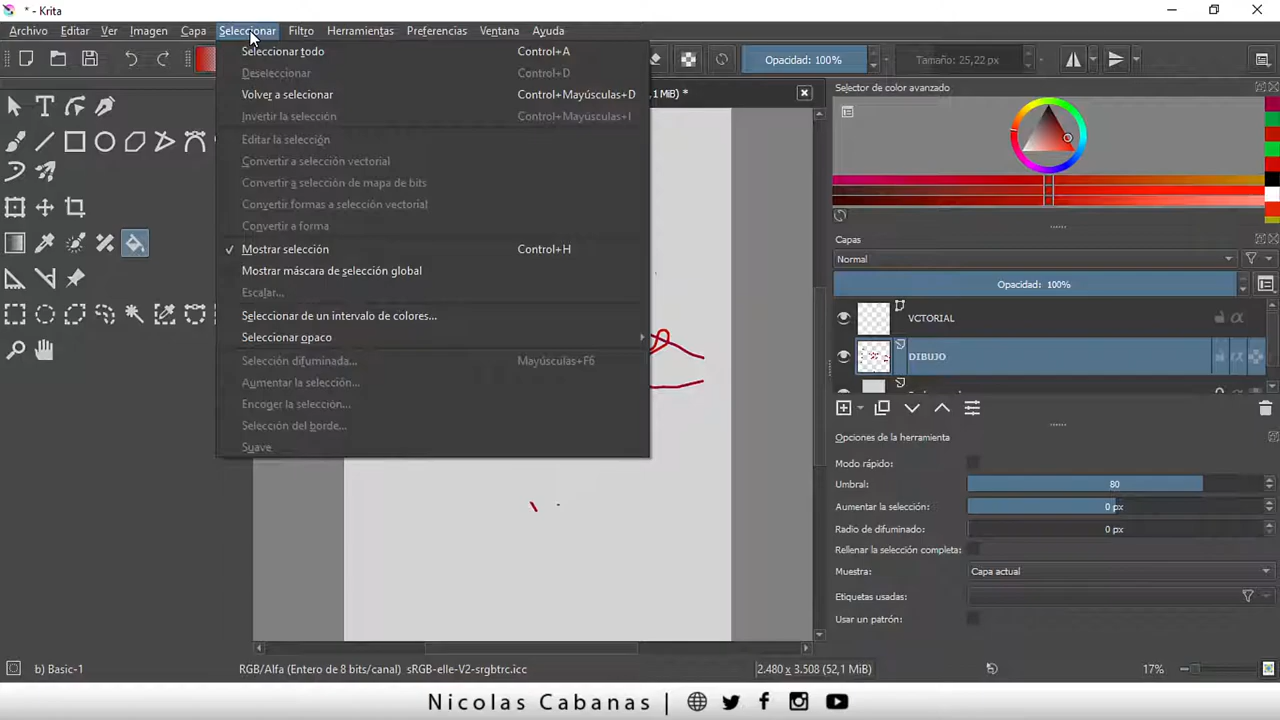 * - Krita
Archivo Editar Ver Imagen Capa Seleccionar Filtro Herramientas Preferencias Ventana Ayuda
Opacidad: 100%
Tamaño: 25,22 px
,1 MiB) *
Seleccionar todo Control+A
Deseleccionar Control+D
Volver a selecionar Control+Mayúsculas+D
Invertir la selección Control+Mayúsculas+I
Editar la selección
Convertir a selección vectorial
Convertir a selección de mapa de bits
Convertir formas a selección vectorial
Convertir a forma
Mostrar selección Control+H
Mostrar máscara de selección global
Escalar...
Seleccionar de un intervalo de colores...
Seleccionar opaco
Selección difuminada... Mayúsculas+F6
Aumentar la selección...
Encoger la selección...
Selección del borde...
Suave
Selector de color avanzado
Capas
Normal
Opacidad: 100%
VCTORIAL
DIBUJO
Opciones de la herramienta
Modo rápido:
Umbral: 80
Aumentar la selección: 0 px
Radio de difuminado: 0 px
Rellenar la selección completa:
Muestra: Capa actual
Etiquetas usadas:
Usar un patrón:
b) Basic-1
RGB/Alfa (Entero de 8 bits/canal) sRGB-elle-V2-srgbtrc.icc
2.480 x 3.508 (52,1 MiB)
17%
Nicolas Cabanas |